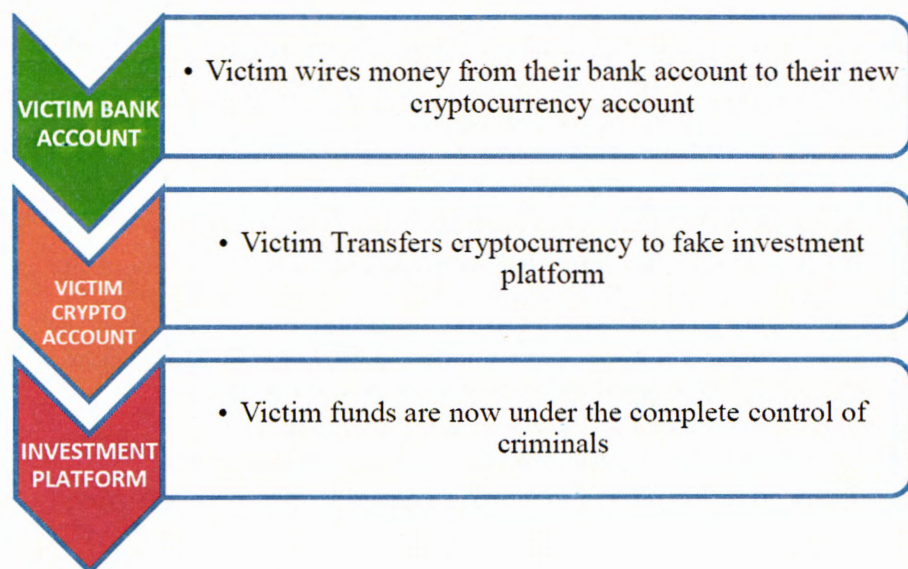 VICTIM BANK
ACCOUNT
• Victim wires money from their bank account to their new
cryptocurrency account
VICTIM
CRYPTO
ACCOUNT
• Victim Transfers cryptocurrency to fake investment
platform
INVESTMENT
PLATFORM
• Victim funds are now under the complete control of
criminals